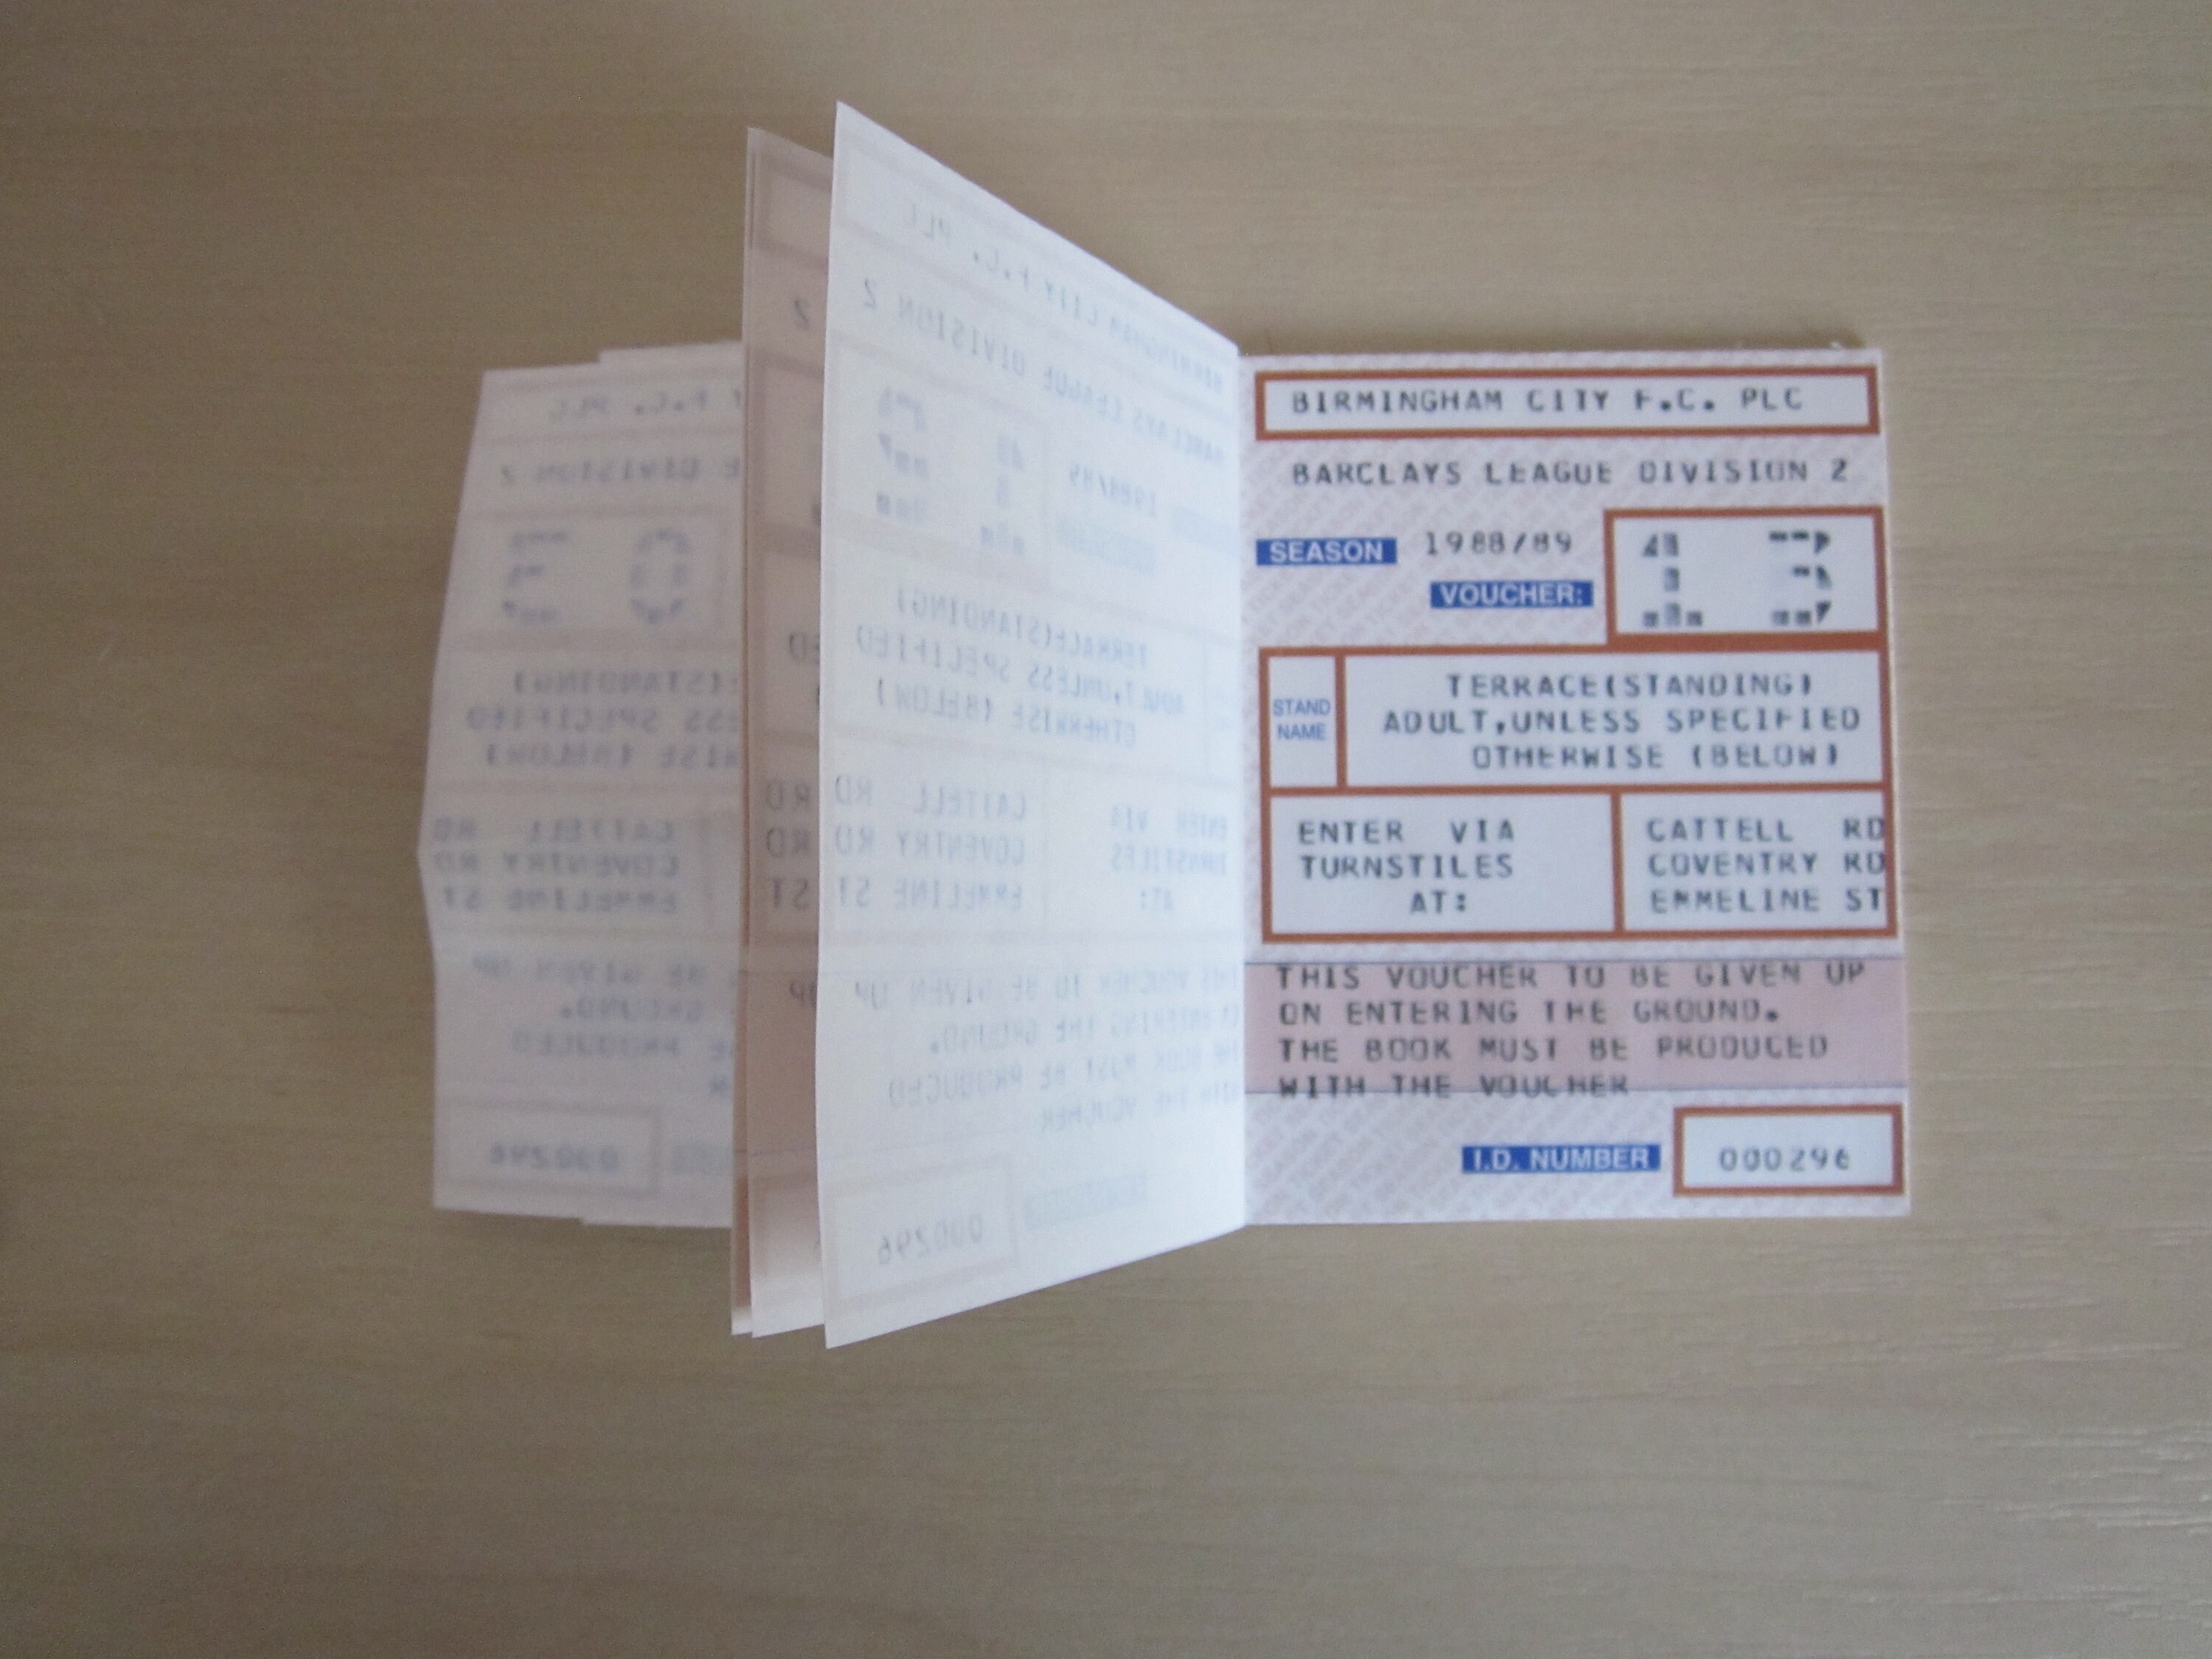 BIRMINGHAM CITY F.C. PLC
BARCLAYS LEAGUE DIVISION 2
SEASON 1988/89
VOUCHER: 13
STAND NAME
TERRACE(STANDING)
ADULT,UNLESS SPECIFIED
OTHERWISE (BELOW)
ENTER VIA
TURNSTILES
AT:
CATTELL RD
COVENTRY RD
EMMELINE ST
THIS VOUCHER TO BE GIVEN UP
ON ENTERING THE GROUND.
THE BOOK MUST BE PRODUCED
WITH THE VOUCHER
I.D. NUMBER 000296